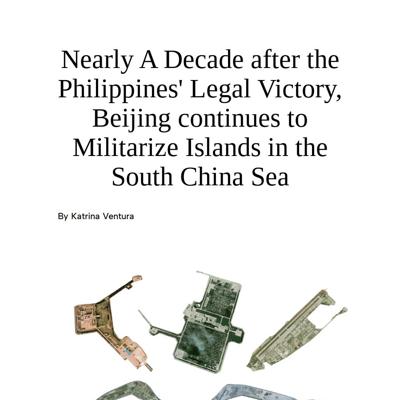 Nearly A Decade after the
Philippines' Legal Victory,
Beijing continues to
Militarize Islands in the
South China Sea
By Katrina Ventura